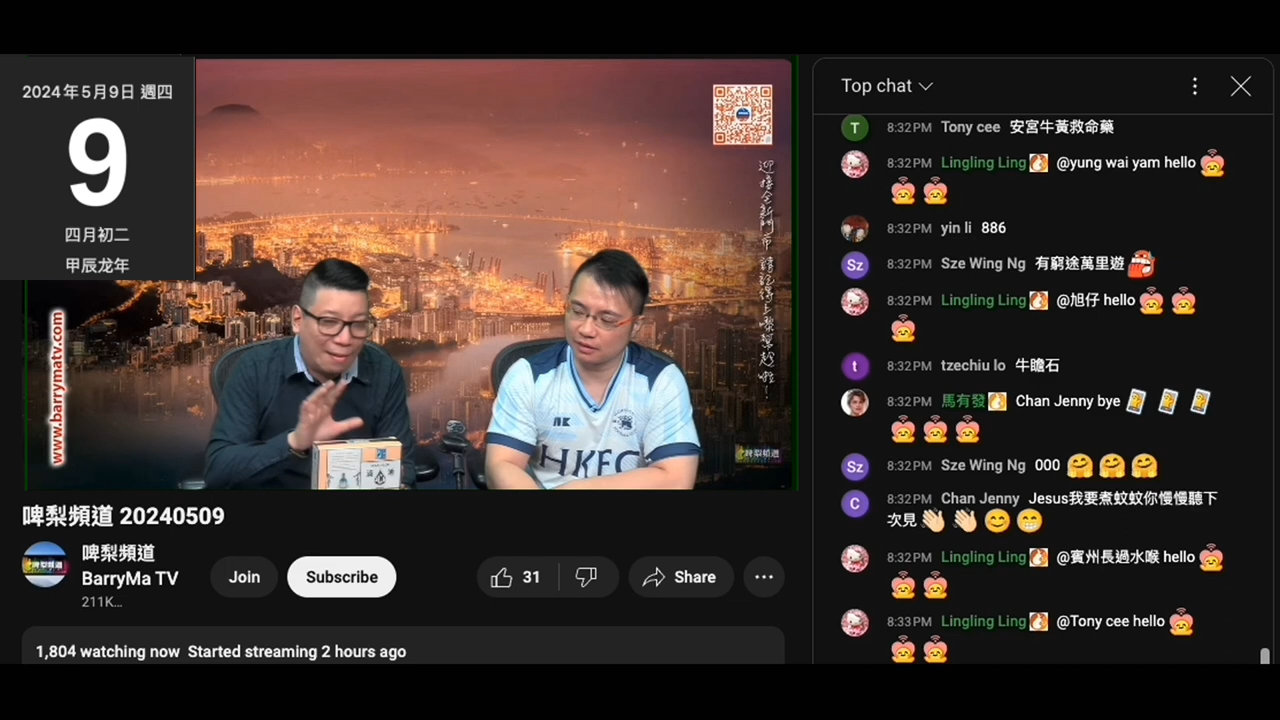 2024年5月9日 週四
9
四月初二
甲辰龙年
www.barrymatv.com
HKFC
啤梨頻道
啤梨頻道 20240509
啤梨頻道
BarryMa TV
211K...
Join
Subscribe
31
Share
1,804 watching now Started streaming 2 hours ago
Top chat
8:32PM Tony cee 安宮牛黃救命藥
8:32PM Lingling Ling @yung wai yam hello
8:32PM yin li 886
8:32PM Sze Wing Ng 有窮途萬里遊
8:32PM Lingling Ling @旭仔 hello
8:32PM tzechiu lo 牛瞻石
8:32PM 馬有發 Chan Jenny bye
8:32PM Sze Wing Ng 000
8:32PM Chan Jenny Jesus我要煮蚊蚊你慢慢聽下
次見
8:32PM Lingling Ling @賓州長過水喉 hello
8:33PM Lingling Ling @Tony cee hello